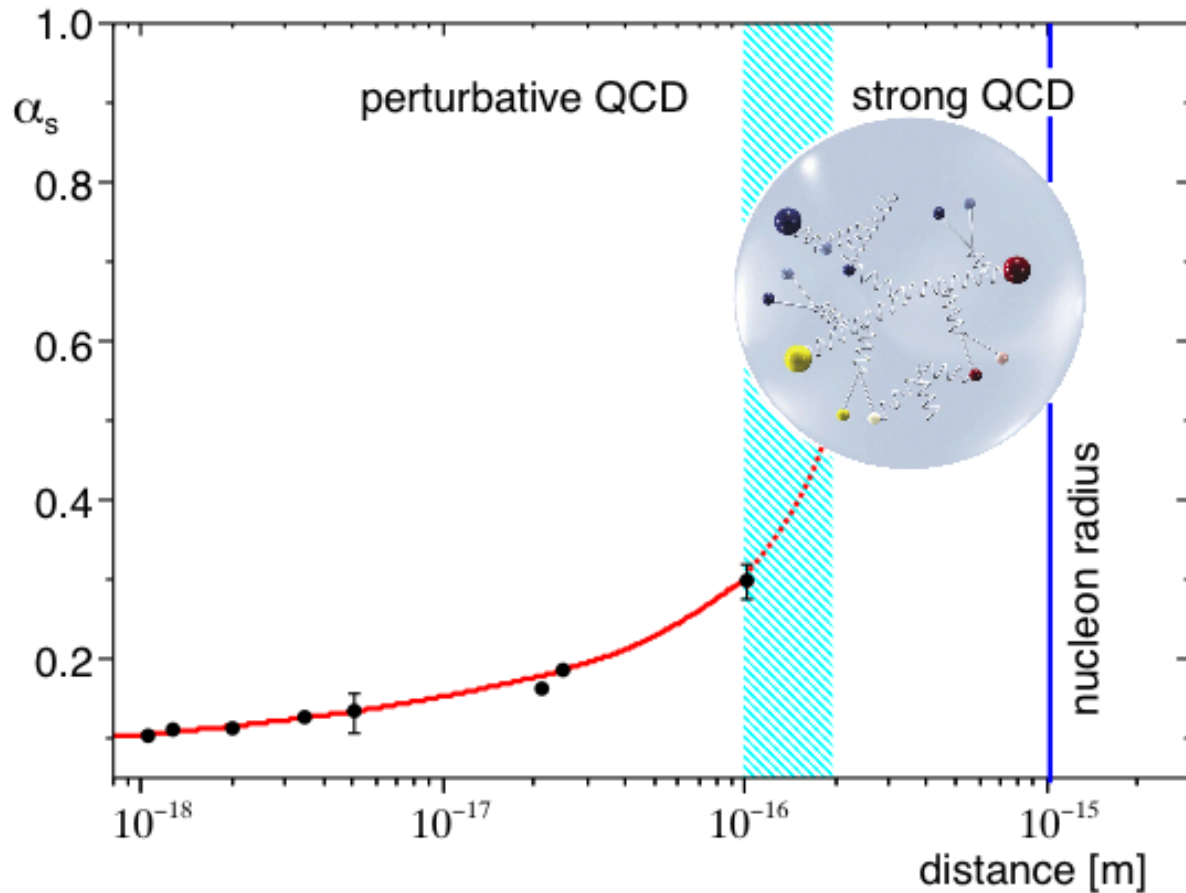 1.0
perturbative QCD
strong QCD
αs
0.8
0.6
0.4
0.2
nucleon radius
10⁻¹⁸
10⁻¹⁷
10⁻¹⁶
10⁻¹⁵
distance [m]